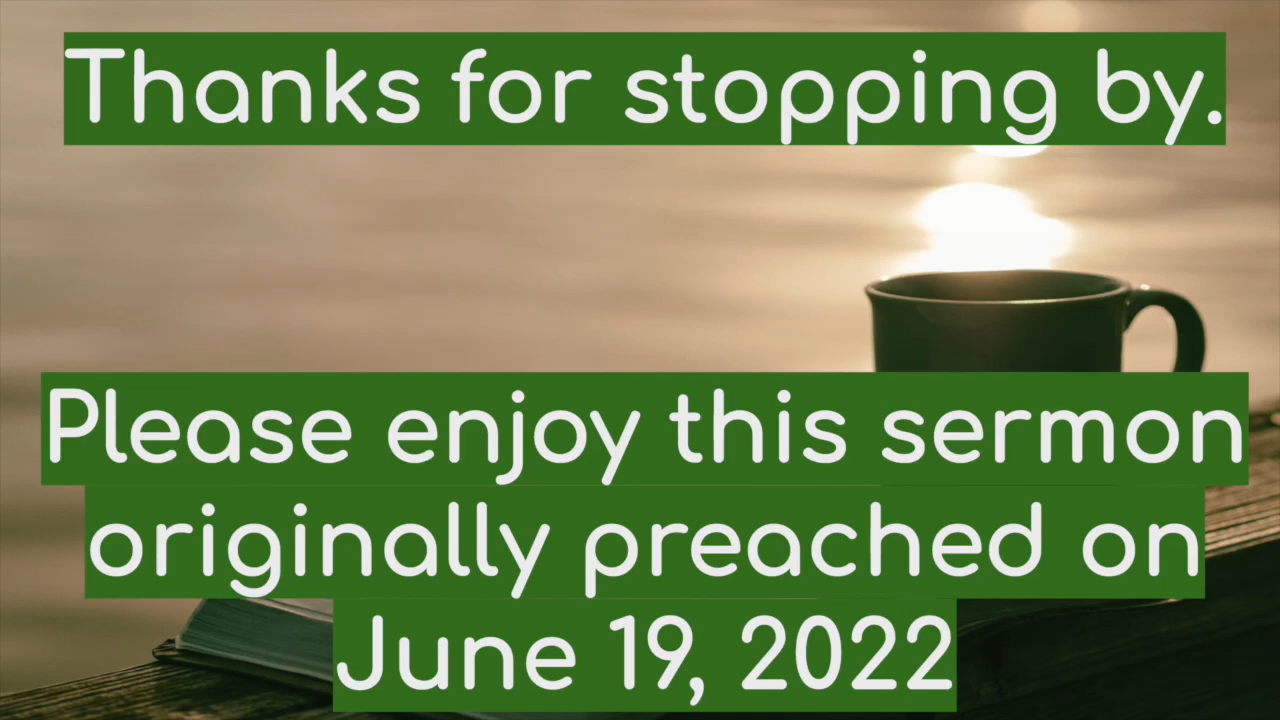 Thanks for stopping by.
Please enjoy this sermon
originally preached on
June 19, 2022